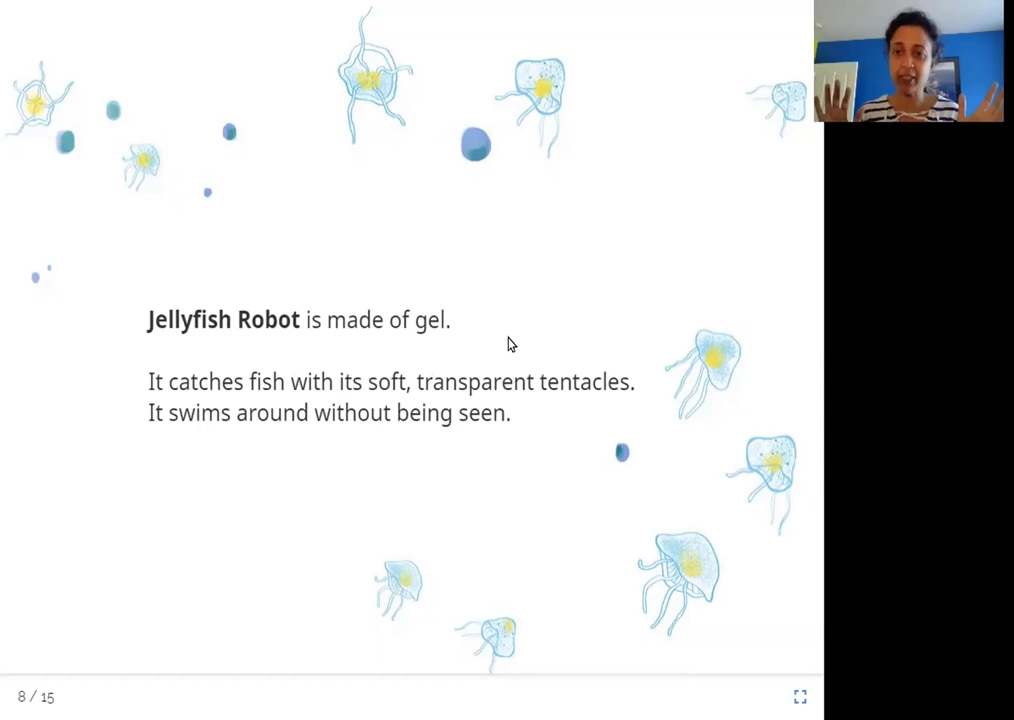 Jellyfish Robot is made of gel.
It catches fish with its soft, transparent tentacles.
It swims around without being seen.
8 / 15